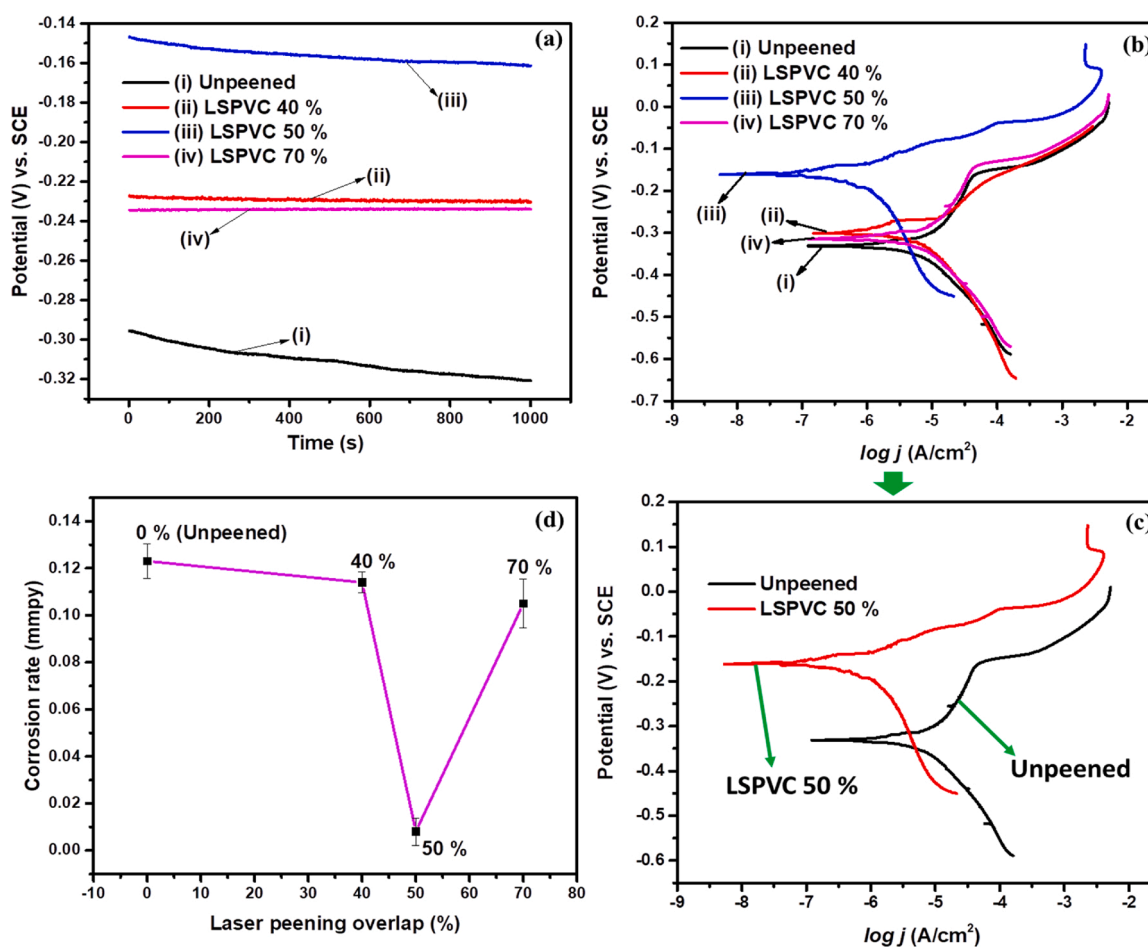 (a)
-0.14
-0.16
-0.18
-0.20
-0.22
-0.24
-0.26
-0.28
-0.30
-0.32
Potential (V) vs. SCE
(i) Unpeened
(ii) LSPVC 40 %
(iii) LSPVC 50 %
(iv) LSPVC 70 %
(iii)
(ii)
(iv)
(i)
0 200 400 600 800 1000
Time (s)
(b)
0.2
0.1
0.0
-0.1
-0.2
-0.3
-0.4
-0.5
-0.6
-0.7
Potential (V) vs. SCE
(i) Unpeened
(ii) LSPVC 40 %
(iii) LSPVC 50 %
(iv) LSPVC 70 %
(iii)
(ii)
(iv)
(i)
-9 -8 -7 -6 -5 -4 -3 -2
log j (A/cm²)
(d)
0.14
0.12
0.10
0.08
0.06
0.04
0.02
0.00
Corrosion rate (mmpy)
0 % (Unpeened)
40 %
70 %
50 %
-10 0 10 20 30 40 50 60 70 80
Laser peening overlap (%)
(c)
0.2
0.1
0.0
-0.1
-0.2
-0.3
-0.4
-0.5
-0.6
Potential (V) vs. SCE
Unpeened
LSPVC 50 %
Unpeened
LSPVC 50 %
-9 -8 -7 -6 -5 -4 -3 -2
log j (A/cm²)